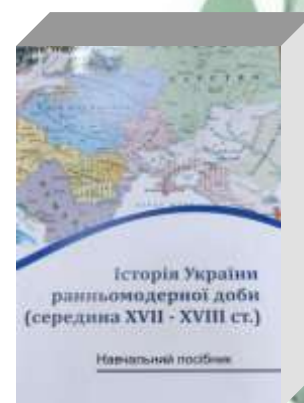 Історія України
ранньомодерної доби
(середина XVII - XVIII ст.)
Навчальний посібник